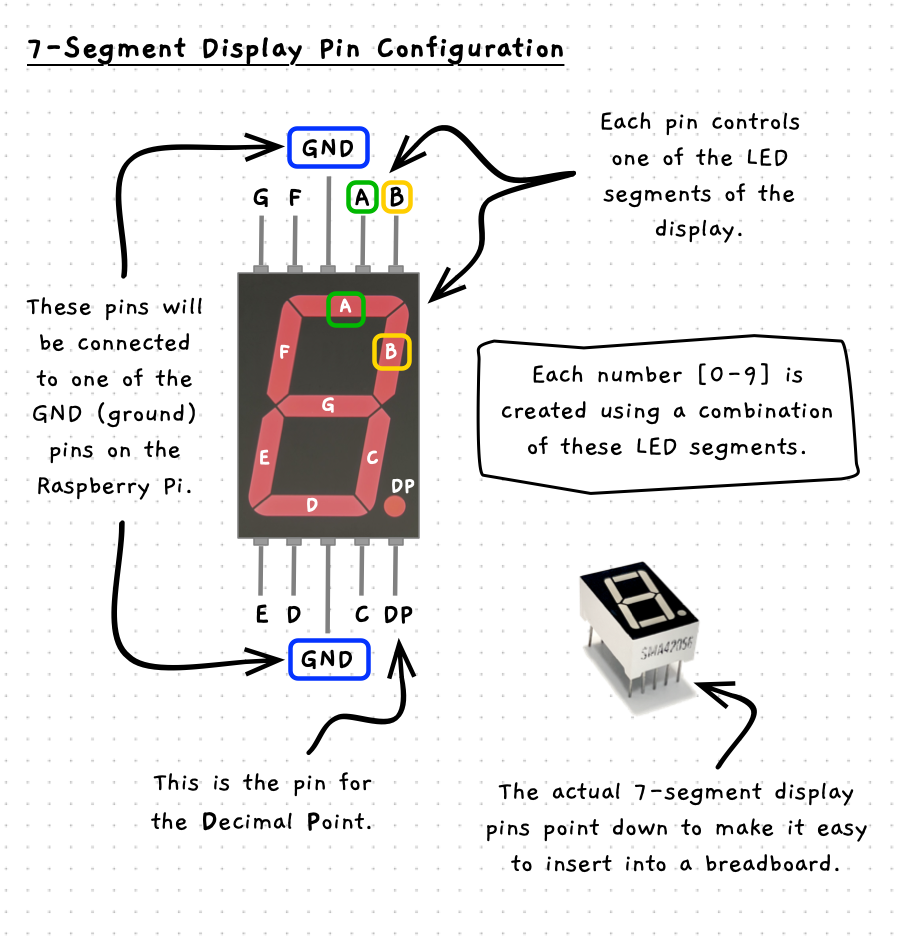 7-Segment Display Pin Configuration
GND
G F A B
Each pin controls
one of the LED
segments of the
display.
These pins will
be connected
to one of the
GND (ground)
pins on the
Raspberry Pi.
A
F B
G
E C
DP
D
Each number [0-9] is
created using a combination
of these LED segments.
E D C DP
GND
This is the pin for
the Decimal Point.
The actual 7-segment display
pins point down to make it easy
to insert into a breadboard.